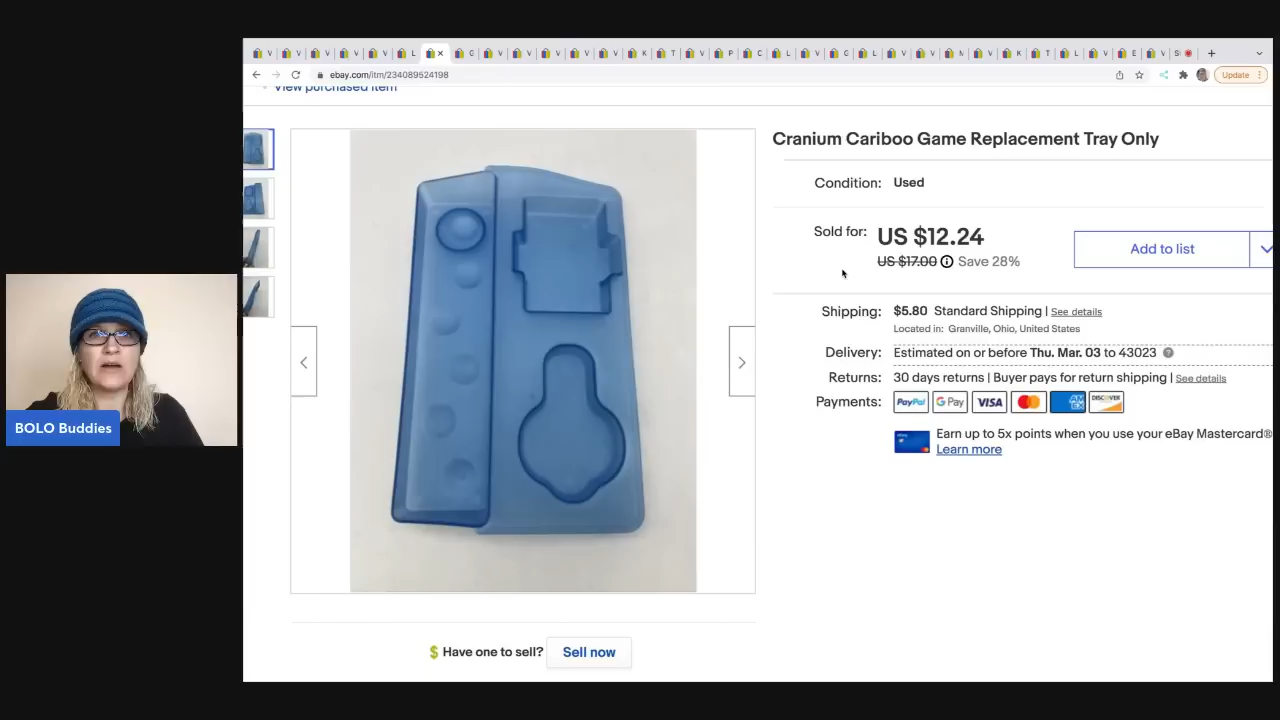 V V V V V L G V V V V V K T V P C L V G L V V M V K T L V E V S
ebay.com/itm/234089524198
Update
View purchased item
Cranium Cariboo Game Replacement Tray Only
Condition: Used
Sold for: US $12.24
US $17.00 Save 28%
Add to list
Shipping: $5.80 Standard Shipping | See details
Located in: Granville, Ohio, United States
Delivery: Estimated on or before Thu. Mar. 03 to 43023
Returns: 30 days returns | Buyer pays for return shipping | See details
Payments: PayPal G Pay VISA AM EX DISCOVER
Earn up to 5x points when you use your eBay Mastercard®
Learn more
BOLO Buddies
$ Have one to sell? Sell now